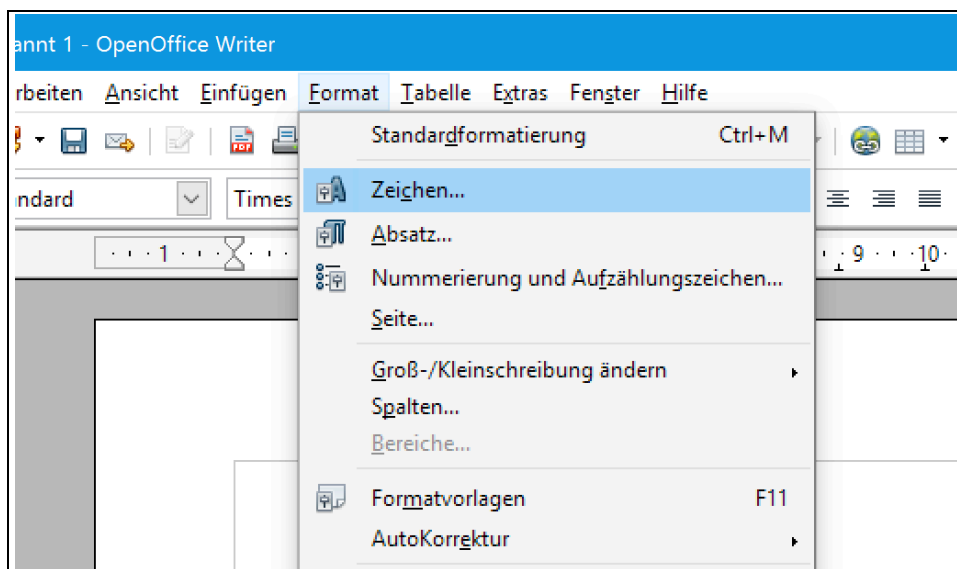 annt 1 - OpenOffice Writer
rbeiten Ansicht Einfügen Format Tabelle Extras Fenster Hilfe
Standardformatierung Ctrl+M
ndard Times
Zeichen...
Absatz...
1 9 10
Nummerierung und Aufzählungszeichen...
Seite...
Groß-/Kleinschreibung ändern
Spalten...
Bereiche...
Formatvorlagen F11
AutoKorrektur